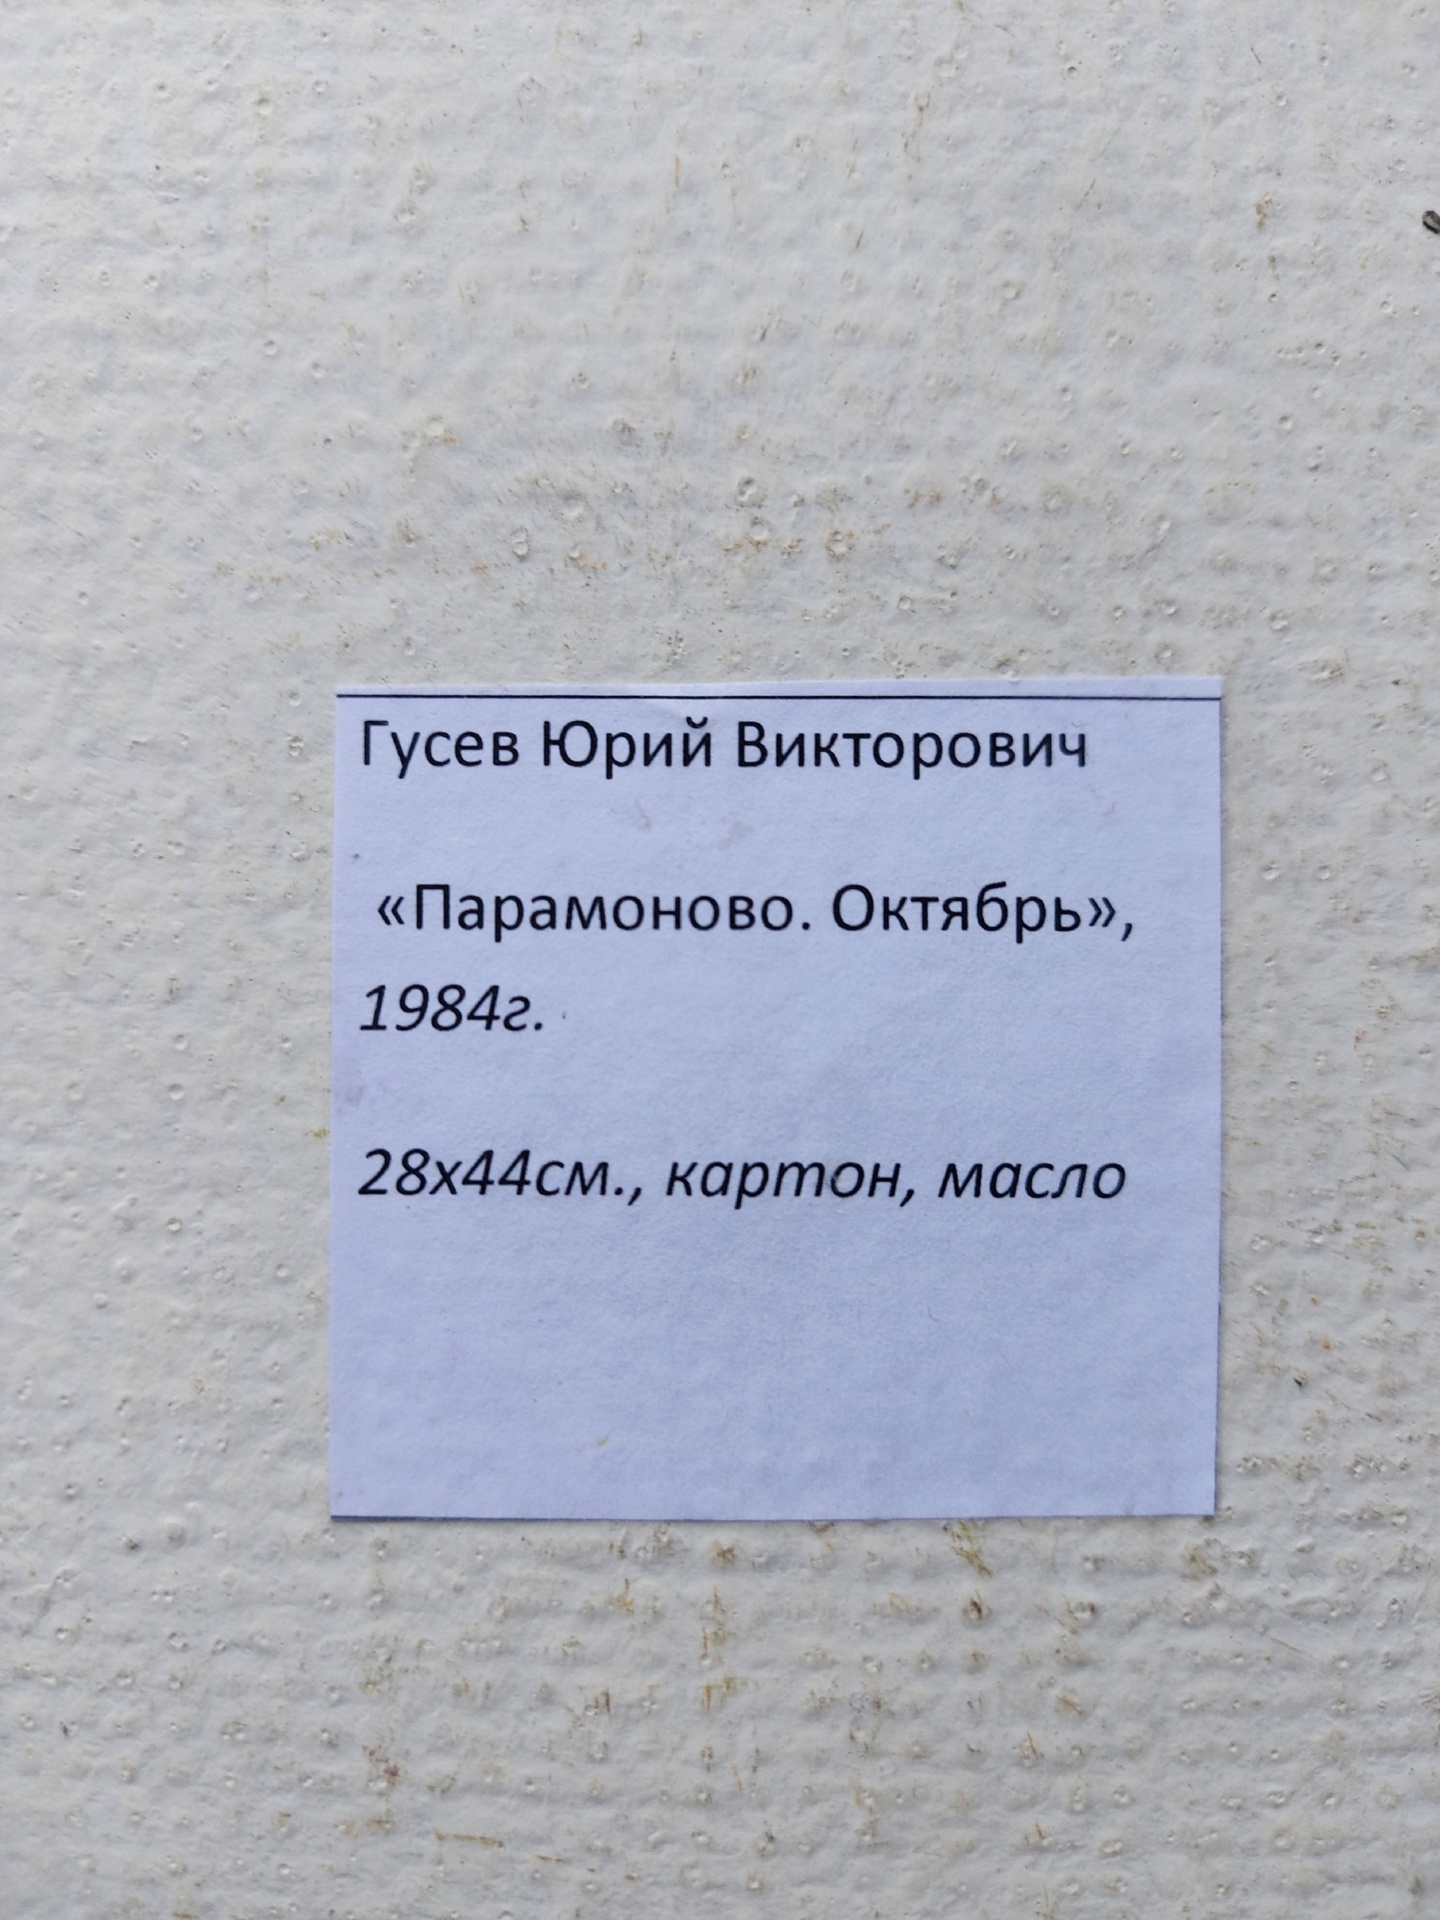 Гусев Юрий Викторович
«Парамоново. Октябрь»,
1984г.
28х44см., картон, масло